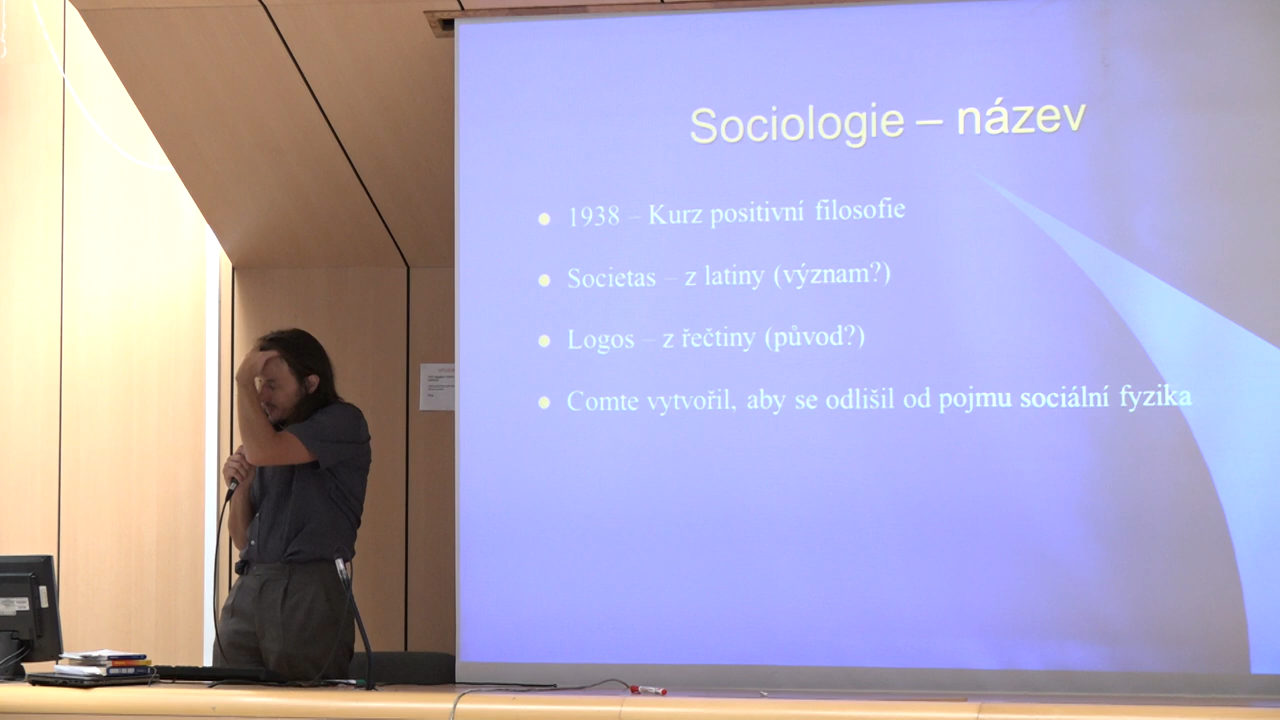 Sociologie – název
1938 – Kurz positivní filosofie
Societas – z latiny (význam?)
Logos – z řečtiny (původ?)
Comte vytvořil, aby se odlišil od pojmu sociální fyzika